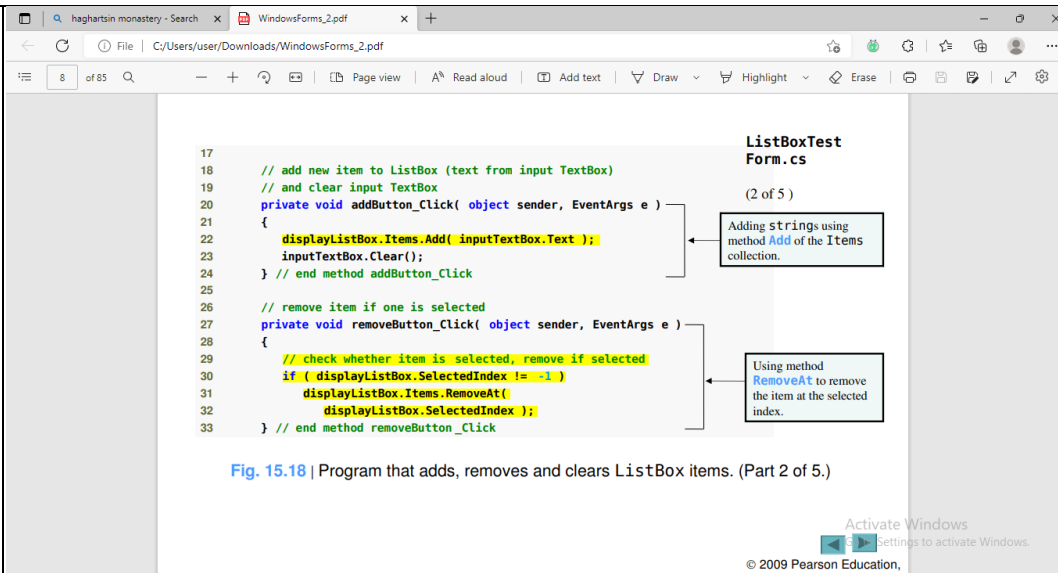 haghartsin monastery - Search
WindowsForms_2.pdf
File | C:/Users/user/Downloads/WindowsForms_2.pdf
8 of 85
Page view
Read aloud
Add text
Draw
Highlight
Erase
ListBoxTest
Form.cs
(2 of 5 )
17
18 // add new item to ListBox (text from input TextBox)
19 // and clear input TextBox
20 private void addButton_Click( object sender, EventArgs e )
21 {
22 displayListBox.Items.Add( inputTextBox.Text );
23 inputTextBox.Clear();
24 } // end method addButton_Click
25
26 // remove item if one is selected
27 private void removeButton_Click( object sender, EventArgs e )
28 {
29 // check whether item is selected, remove if selected
30 if ( displayListBox.SelectedIndex != -1 )
31 displayListBox.Items.RemoveAt(
32 displayListBox.SelectedIndex );
33 } // end method removeButton_Click
Adding strings using
method Add of the Items
collection.
Using method
RemoveAt to remove
the item at the selected
index.
Fig. 15.18 | Program that adds, removes and clears ListBox items. (Part 2 of 5.)
Activate Windows
Settings to activate Windows.
© 2009 Pearson Education,